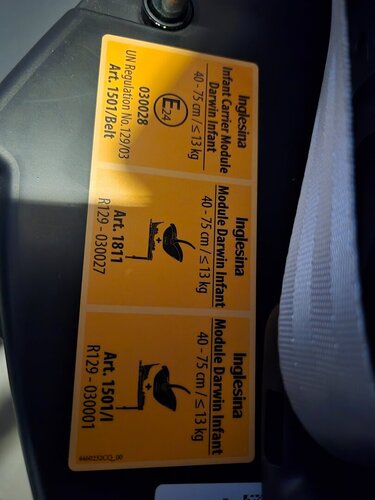 Inglesina
Infant Carrier Module
Darwin Infant
40 - 75 cm / ≤ 13 kg
E24
030028
UN Regulation No.129/03
Art. 1501/Belt
Inglesina
Module Darwin Infant
40 - 75 cm / ≤ 13 kg
Art. 1811
R129 - 030027
Inglesina
Module Darwin Infant
40 - 75 cm / ≤ 13 kg
Art. 1501/I
R129 - 030001